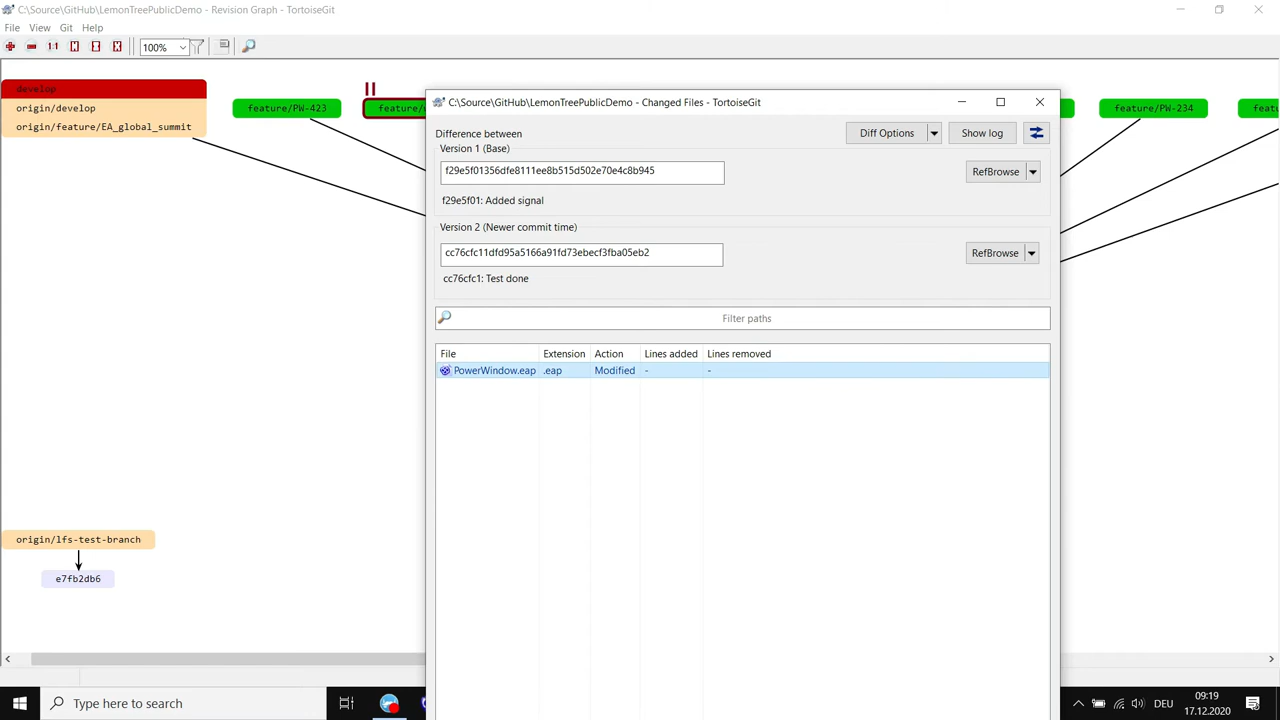 C:\Source\GitHub\LemonTreePublicDemo - Revision Graph - TortoiseGit
File View Git Help
1:1 100%
develop
origin/develop
origin/feature/EA_global_summit
feature/PW-423
feature/
feature/PW-234
C:\Source\GitHub\LemonTreePublicDemo - Changed Files - TortoiseGit
Difference between
Diff Options
Show log
Version 1 (Base)
f29e5f01356dfe8111ee8b515d502e70e4c8b945
RefBrowse
f29e5f01: Added signal
Version 2 (Newer commit time)
cc76cfc11dfd95a5166a91fd73ebecf3fba05eb2
RefBrowse
cc76cfc1: Test done
Filter paths
File Extension Action Lines added Lines removed
PowerWindow.eap .eap Modified - -
origin/lfs-test-branch
e7fb2db6
Type here to search
DEU
09:19
17.12.2020